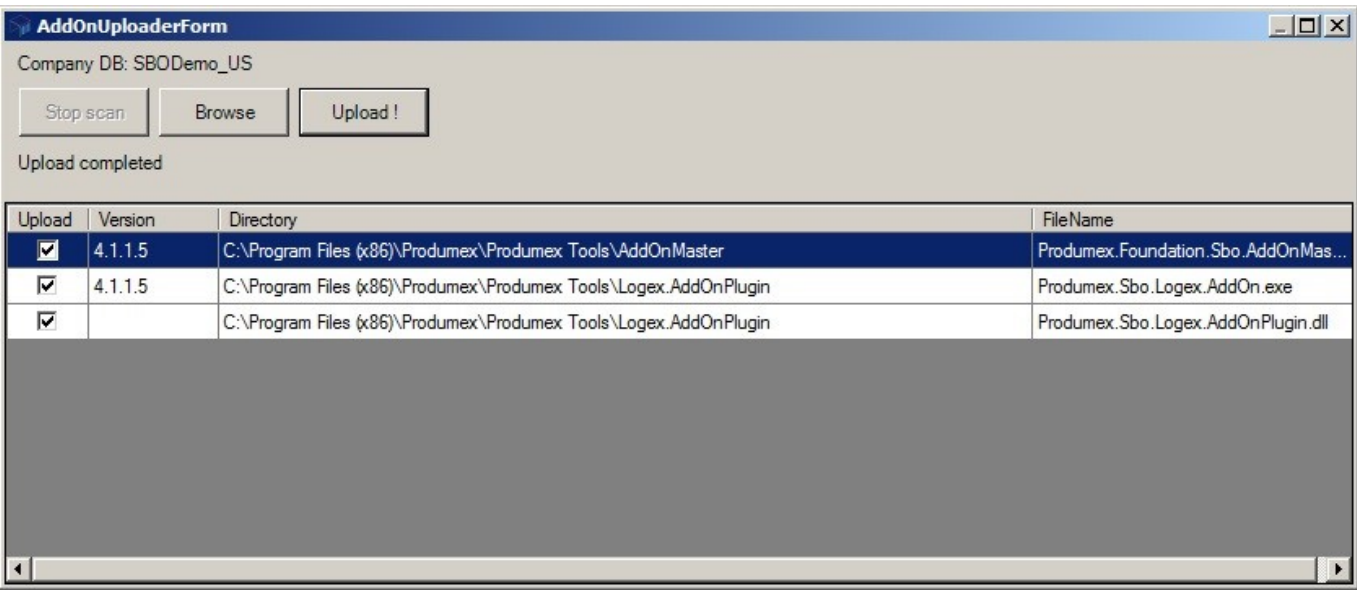 AddOnUploaderForm
Company DB: SBODemo_US
Stop scan Browse Upload !
Upload completed
Upload Version Directory FileName
4.1.1.5 C:\Program Files (x86)\Produmex\Produmex Tools\AddOnMaster Produmex.Foundation.Sbo.AddOnMas...
4.1.1.5 C:\Program Files (x86)\Produmex\Produmex Tools\Logex.AddOnPlugin Produmex.Sbo.Logex.AddOn.exe
C:\Program Files (x86)\Produmex\Produmex Tools\Logex.AddOnPlugin Produmex.Sbo.Logex.AddOnPlugin.dll